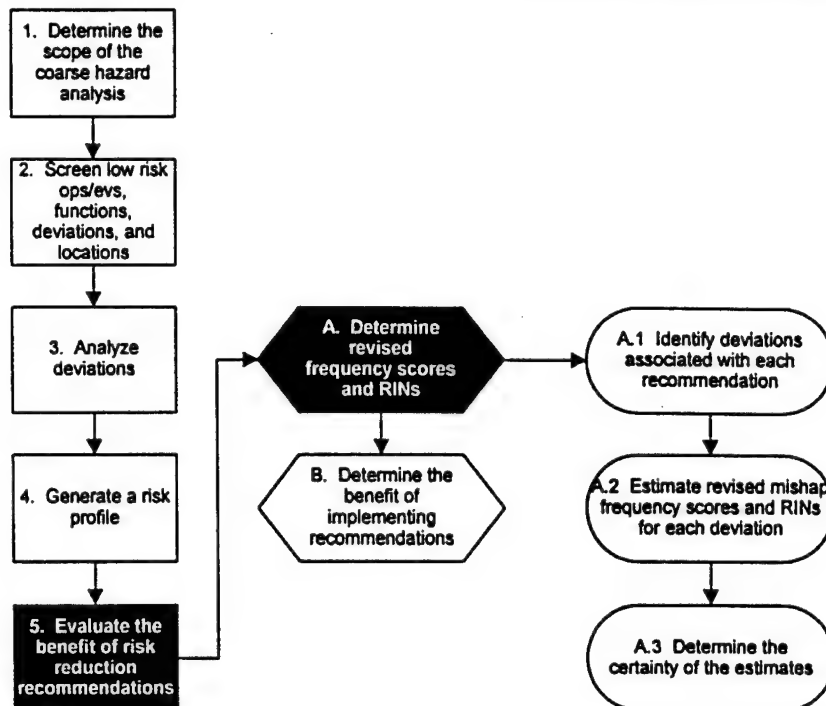 1. Determine the
scope of the
coarse hazard
analysis
2. Screen low risk
ops/evs,
functions,
deviations, and
locations
3. Analyze
deviations
4. Generate a risk
profile
5. Evaluate the
benefit of risk
reduction
recommendations
A. Determine
revised
frequency scores
and RINs
B. Determine the
benefit of
implementing
recommendations
A.1 Identify deviations
associated with each
recommendation
A.2 Estimate revised mishap
frequency scores and RINs
for each deviation
A.3 Determine the
certainty of the estimates